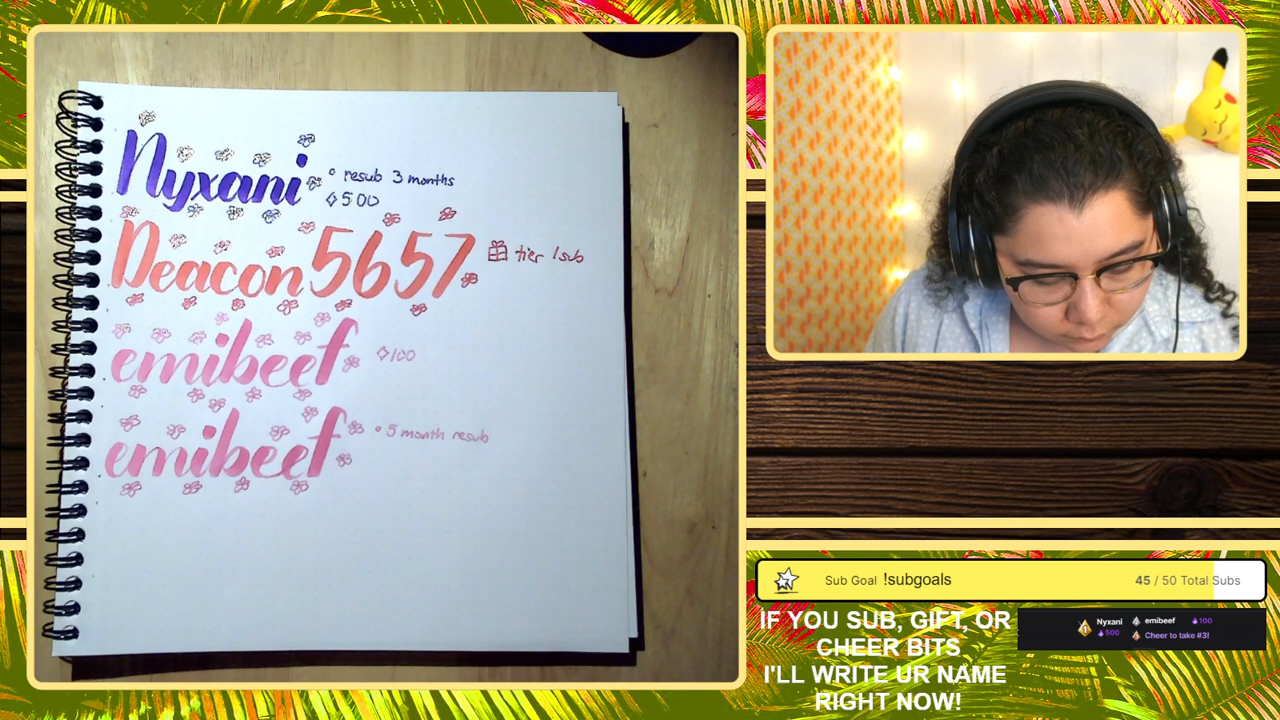 Nyxani
° resub 3 months
◊500
Deacon5657
tier 1 sub
emibeef
◊100
emibeef
° 5 month resub
Sub Goal !subgoals
45 / 50 Total Subs
IF YOU SUB, GIFT, OR
CHEER BITS
I'LL WRITE UR NAME
RIGHT NOW!
1 Nyxani
500
emibeef 100
Cheer to take #3!